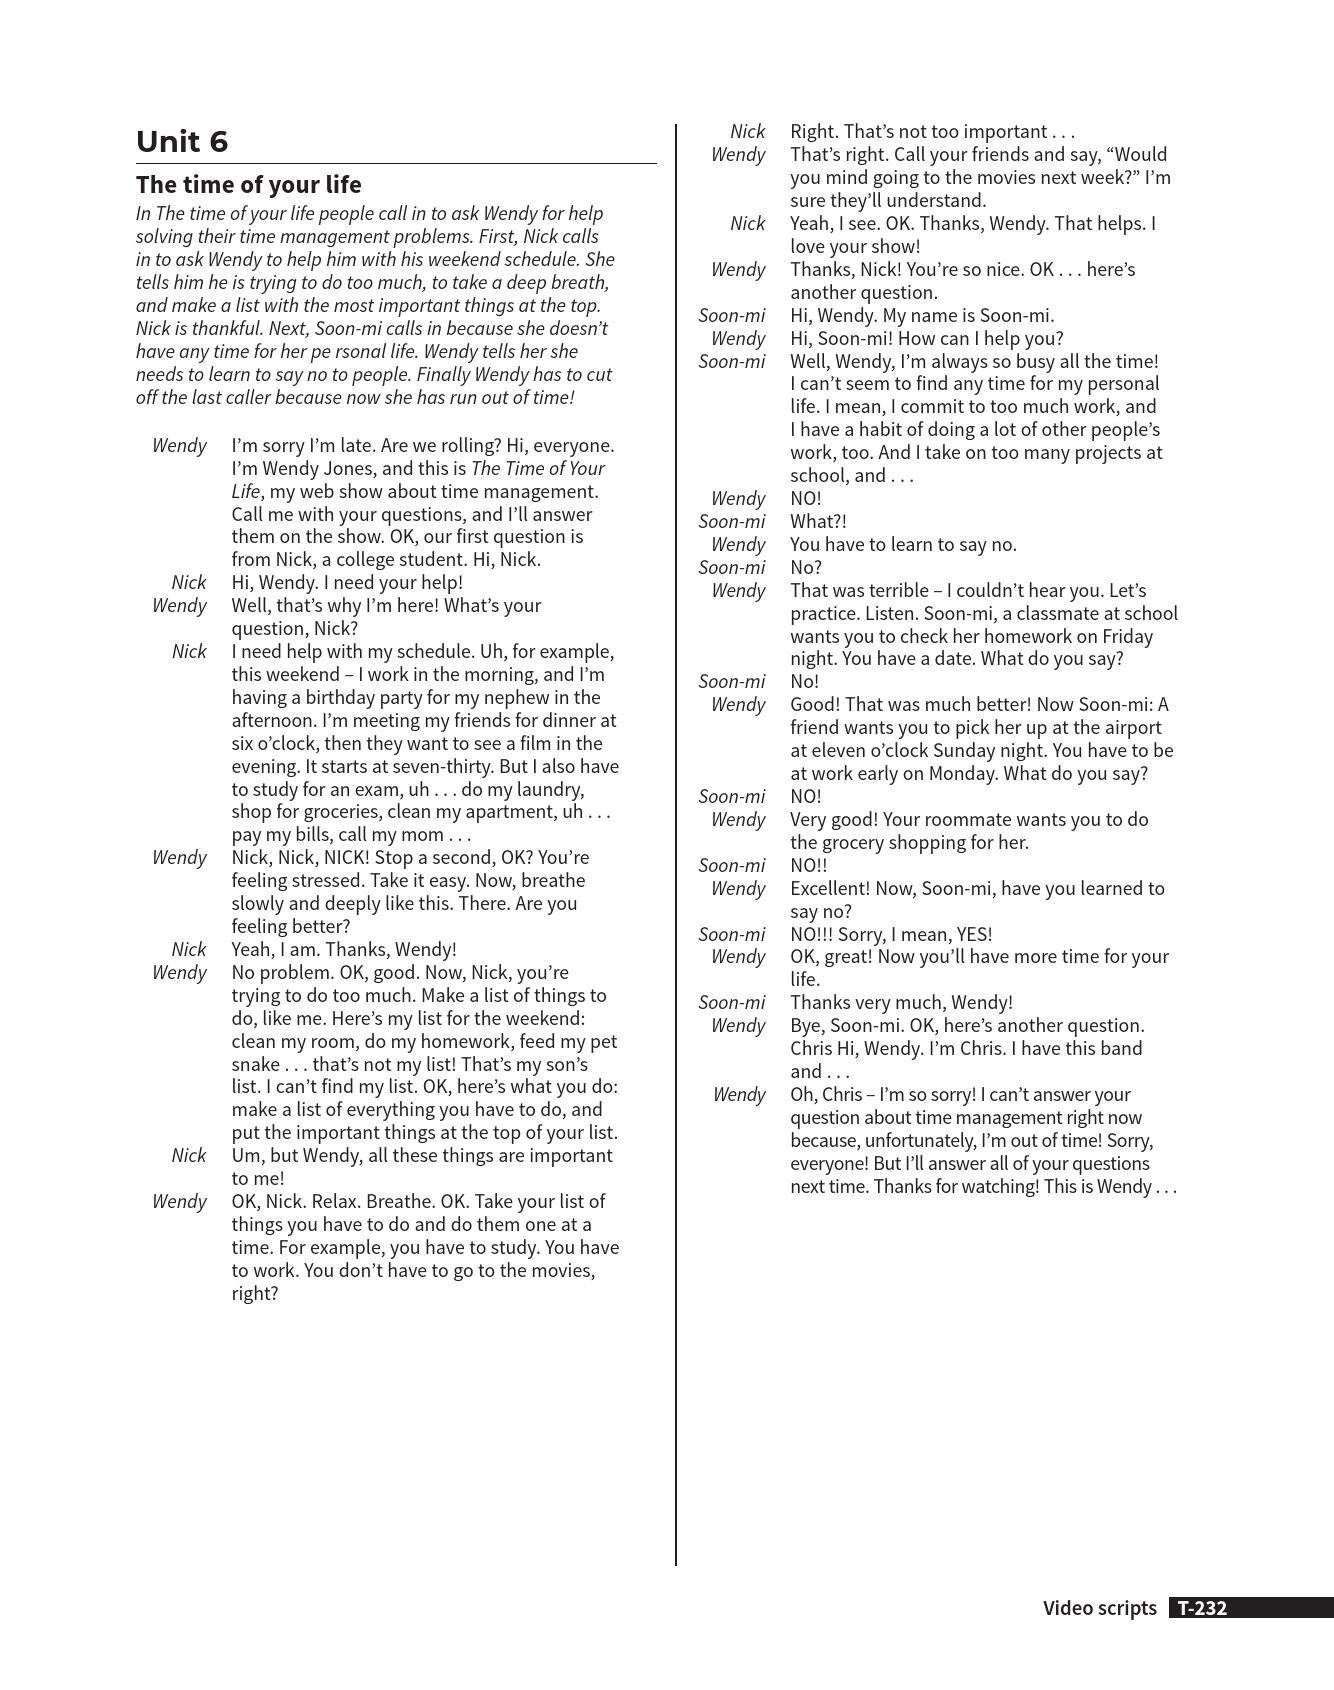 Unit 6
The time of your life
In The time of your life people call in to ask Wendy for help
solving their time management problems. First, Nick calls
in to ask Wendy to help him with his weekend schedule. She
tells him he is trying to do too much, to take a deep breath,
and make a list with the most important things at the top.
Nick is thankful. Next, Soon-mi calls in because she doesn’t
have any time for her pe rsonal life. Wendy tells her she
needs to learn to say no to people. Finally Wendy has to cut
off the last caller because now she has run out of time!
Wendy I’m sorry I’m late. Are we rolling? Hi, everyone.
I’m Wendy Jones, and this is The Time of Your
Life, my web show about time management.
Call me with your questions, and I’ll answer
them on the show. OK, our first question is
from Nick, a college student. Hi, Nick.
Nick Hi, Wendy. I need your help!
Wendy Well, that’s why I’m here! What’s your
question, Nick?
Nick I need help with my schedule. Uh, for example,
this weekend – I work in the morning, and I’m
having a birthday party for my nephew in the
afternoon. I’m meeting my friends for dinner at
six o’clock, then they want to see a film in the
evening. It starts at seven-thirty. But I also have
to study for an exam, uh . . . do my laundry,
shop for groceries, clean my apartment, uh . . .
pay my bills, call my mom . . .
Wendy Nick, Nick, NICK! Stop a second, OK? You’re
feeling stressed. Take it easy. Now, breathe
slowly and deeply like this. There. Are you
feeling better?
Nick Yeah, I am. Thanks, Wendy!
Wendy No problem. OK, good. Now, Nick, you’re
trying to do too much. Make a list of things to
do, like me. Here’s my list for the weekend:
clean my room, do my homework, feed my pet
snake . . . that’s not my list! That’s my son’s
list. I can’t find my list. OK, here’s what you do:
make a list of everything you have to do, and
put the important things at the top of your list.
Nick Um, but Wendy, all these things are important
to me!
Wendy OK, Nick. Relax. Breathe. OK. Take your list of
things you have to do and do them one at a
time. For example, you have to study. You have
to work. You don’t have to go to the movies,
right?
Nick Right. That’s not too important . . .
Wendy That’s right. Call your friends and say, “Would
you mind going to the movies next week?” I’m
sure they’ll understand.
Nick Yeah, I see. OK. Thanks, Wendy. That helps. I
love your show!
Wendy Thanks, Nick! You’re so nice. OK . . . here’s
another question.
Soon-mi Hi, Wendy. My name is Soon-mi.
Wendy Hi, Soon-mi! How can I help you?
Soon-mi Well, Wendy, I’m always so busy all the time!
I can’t seem to find any time for my personal
life. I mean, I commit to too much work, and
I have a habit of doing a lot of other people’s
work, too. And I take on too many projects at
school, and . . .
Wendy NO!
Soon-mi What?!
Wendy You have to learn to say no.
Soon-mi No?
Wendy That was terrible – I couldn’t hear you. Let’s
practice. Listen. Soon-mi, a classmate at school
wants you to check her homework on Friday
night. You have a date. What do you say?
Soon-mi No!
Wendy Good! That was much better! Now Soon-mi: A
friend wants you to pick her up at the airport
at eleven o’clock Sunday night. You have to be
at work early on Monday. What do you say?
Soon-mi NO!
Wendy Very good! Your roommate wants you to do
the grocery shopping for her.
Soon-mi NO!!
Wendy Excellent! Now, Soon-mi, have you learned to
say no?
Soon-mi NO!!! Sorry, I mean, YES!
Wendy OK, great! Now you’ll have more time for your
life.
Soon-mi Thanks very much, Wendy!
Wendy Bye, Soon-mi. OK, here’s another question.
Chris Hi, Wendy. I’m Chris. I have this band
and . . .
Wendy Oh, Chris – I’m so sorry! I can’t answer your
question about time management right now
because, unfortunately, I’m out of time! Sorry,
everyone! But I’ll answer all of your questions
next time. Thanks for watching! This is Wendy . . .
Video scripts T-232